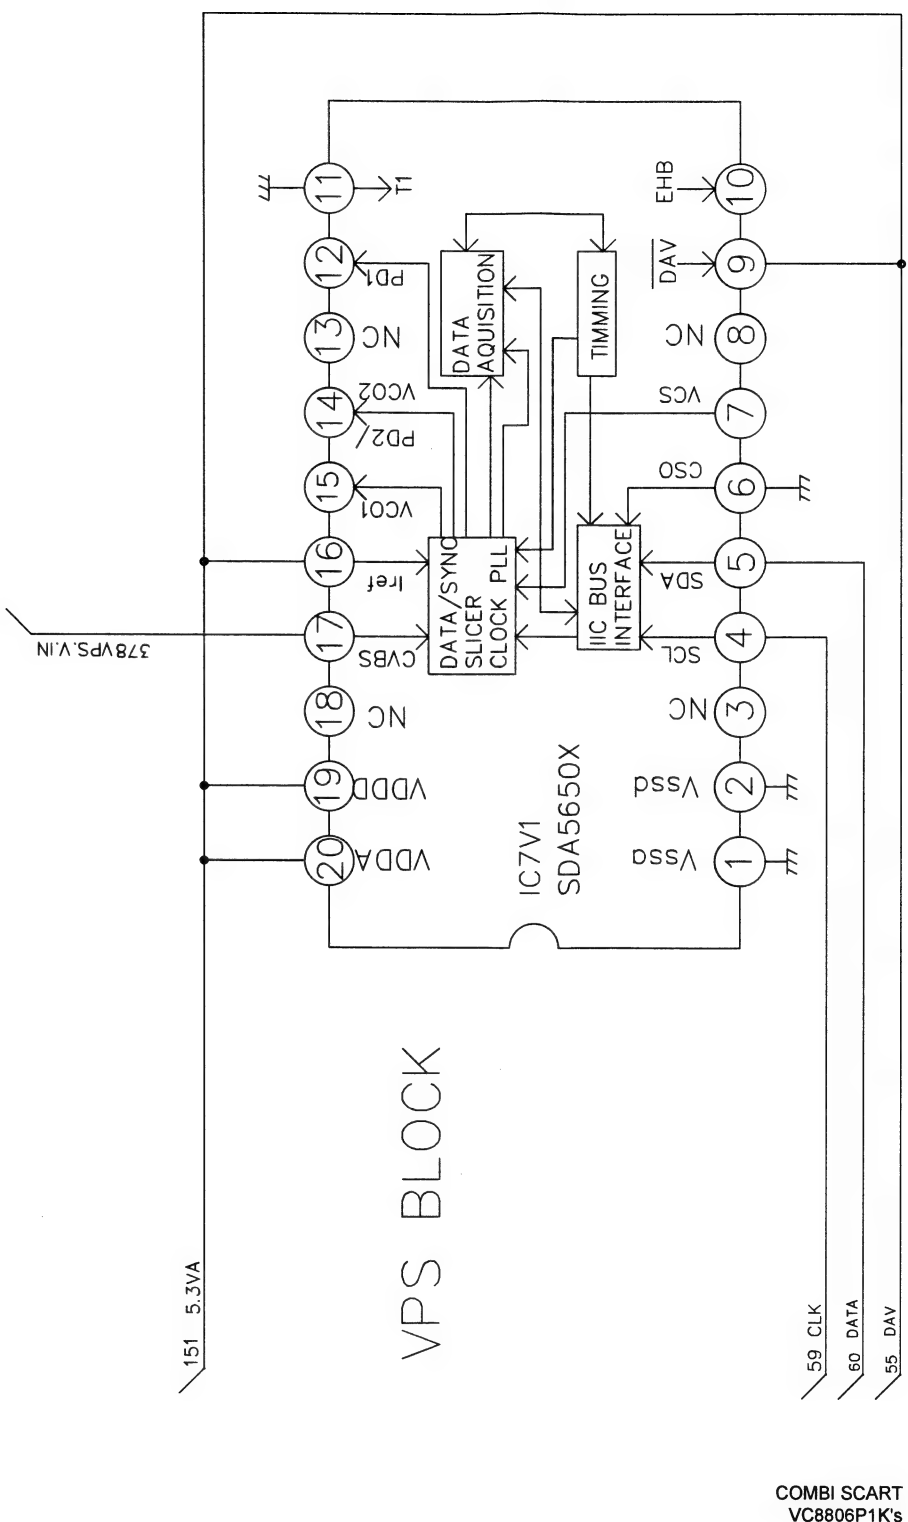 11
T1
EHB
10
12
PD1
DATA
AQUISITION
TIMMING
DAV
9
13
NC
NC
8
14
PD2/
VCO2
VCS
7
15
VCO1
CSO
6
16
Iref
DATA/SYNC
SLICER
CLOCK PLL
IIC BUS
INTERFACE
SDA
5
378VPS.V.IN
17
CVBS
SCL
4
18
NC
NC
3
19
VDDD
Vssd
2
20
VDDA
IC7V1
SDA5650X
Vssa
1
VPS BLOCK
151 5.3VA
59 CLK
60 DATA
55 DAV
COMBI SCART
VC8806P1K's